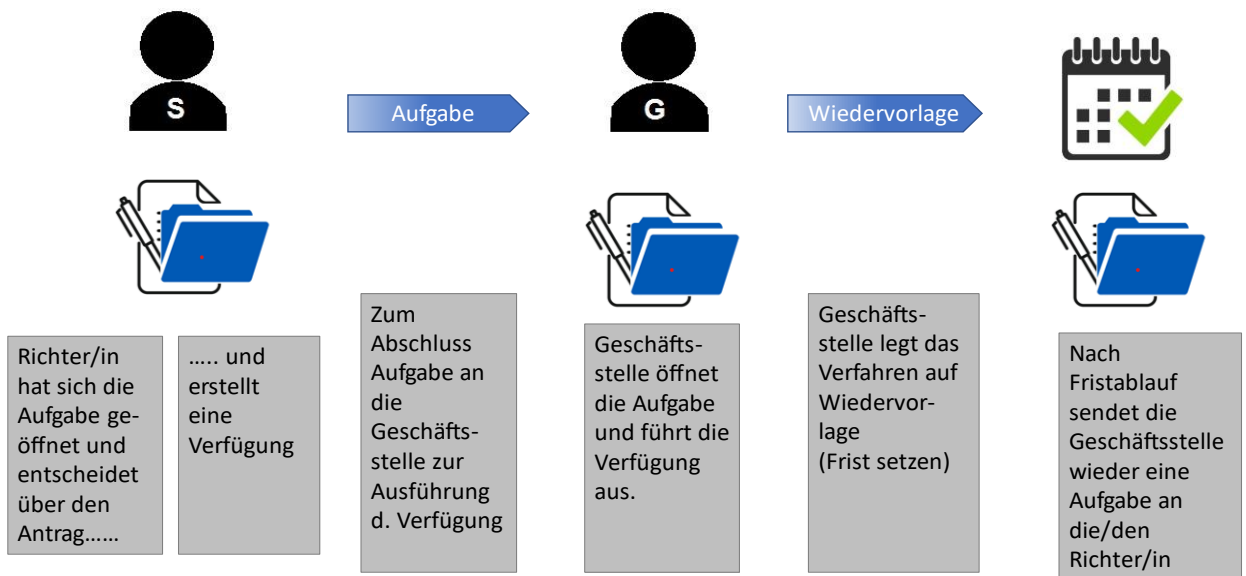 S
Aufgabe
G
Wiedervorlage
Richter/in
hat sich die
Aufgabe ge-
öffnet und
entscheidet
über den
Antrag……
….. und
erstellt
eine
Verfügung
Zum
Abschluss
Aufgabe an
die
Geschäfts-
stelle zur
Ausführung
d. Verfügung
Geschäfts-
stelle öffnet
die Aufgabe
und führt die
Verfügung
aus.
Geschäfts-
stelle legt das
Verfahren auf
Wiedervor-
lage
(Frist setzen)
Nach
Fristablauf
sendet die
Geschäftsstelle
wieder eine
Aufgabe an
die/den
Richter/in